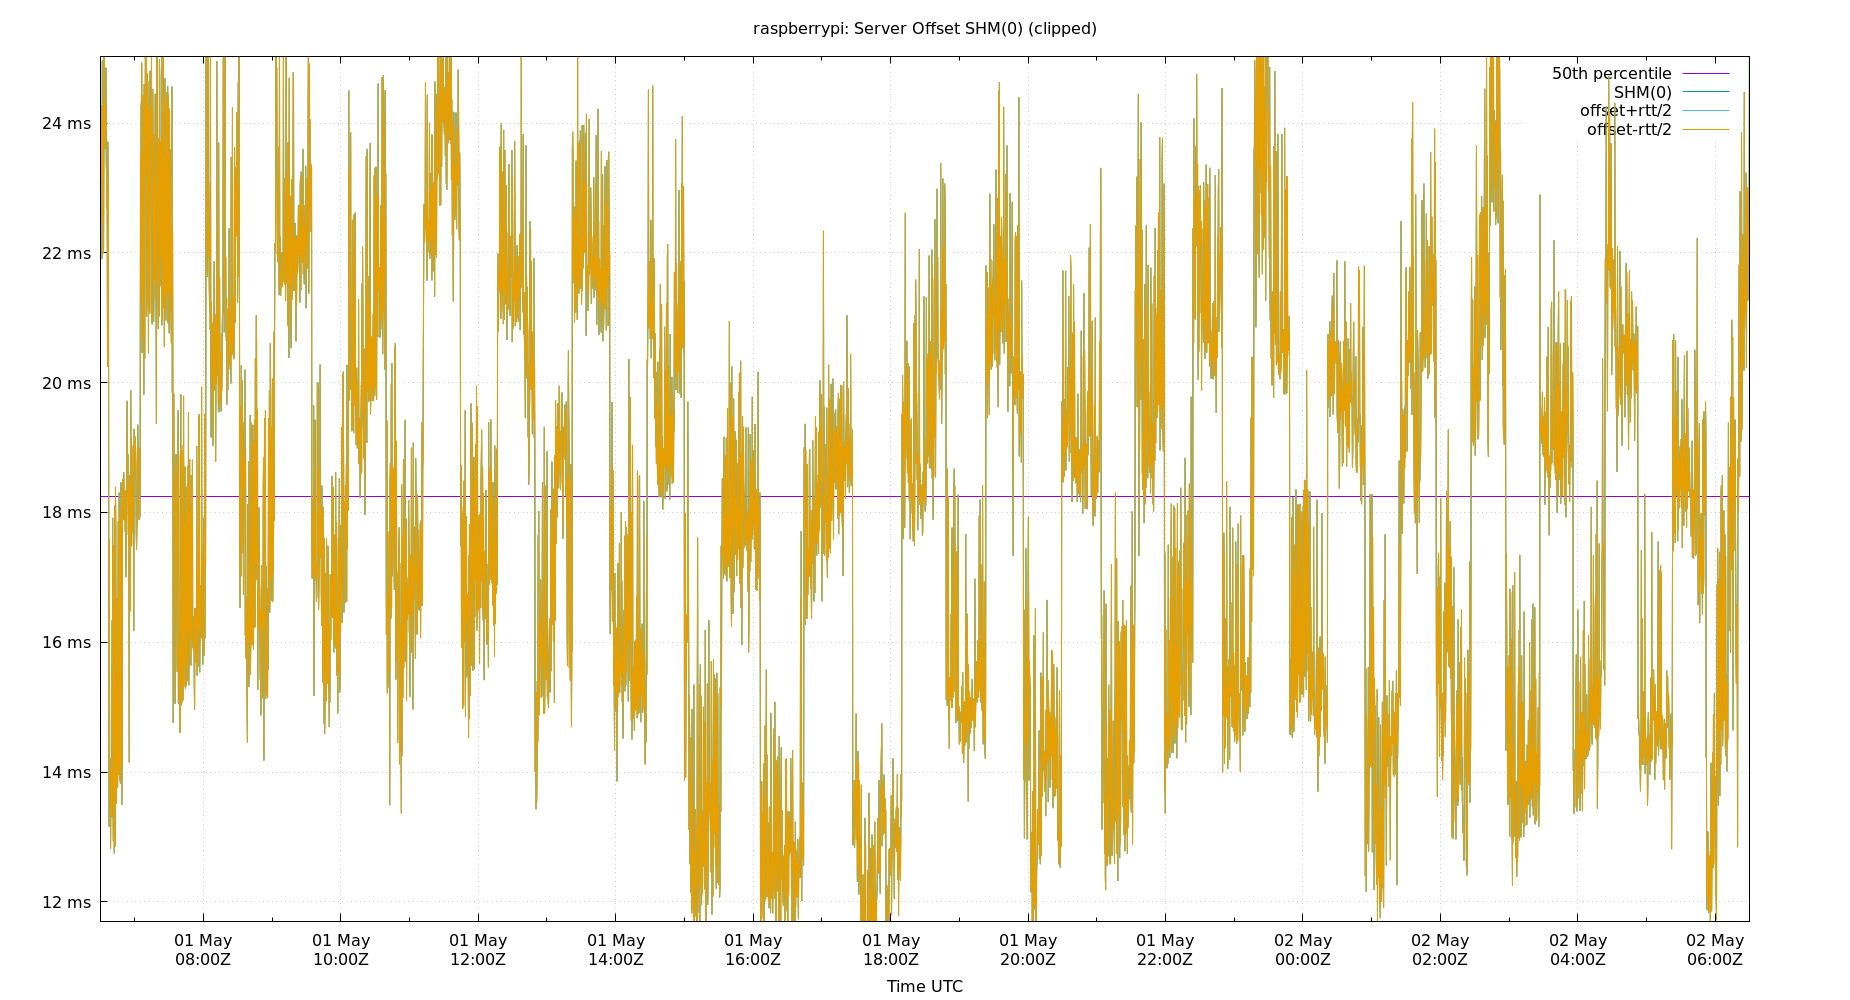 raspberrypi: Server Offset SHM(0) (clipped)
50th percentile
SHM(0)
offset+rtt/2
offset-rtt/2
24 ms
22 ms
20 ms
18 ms
16 ms
14 ms
12 ms
01 May 01 May 01 May 01 May 01 May 01 May 01 May 01 May 02 May 02 May 02 May 02 May
08:00Z 10:00Z 12:00Z 14:00Z 16:00Z 18:00Z 20:00Z 22:00Z 00:00Z 02:00Z 04:00Z 06:00Z
Time UTC